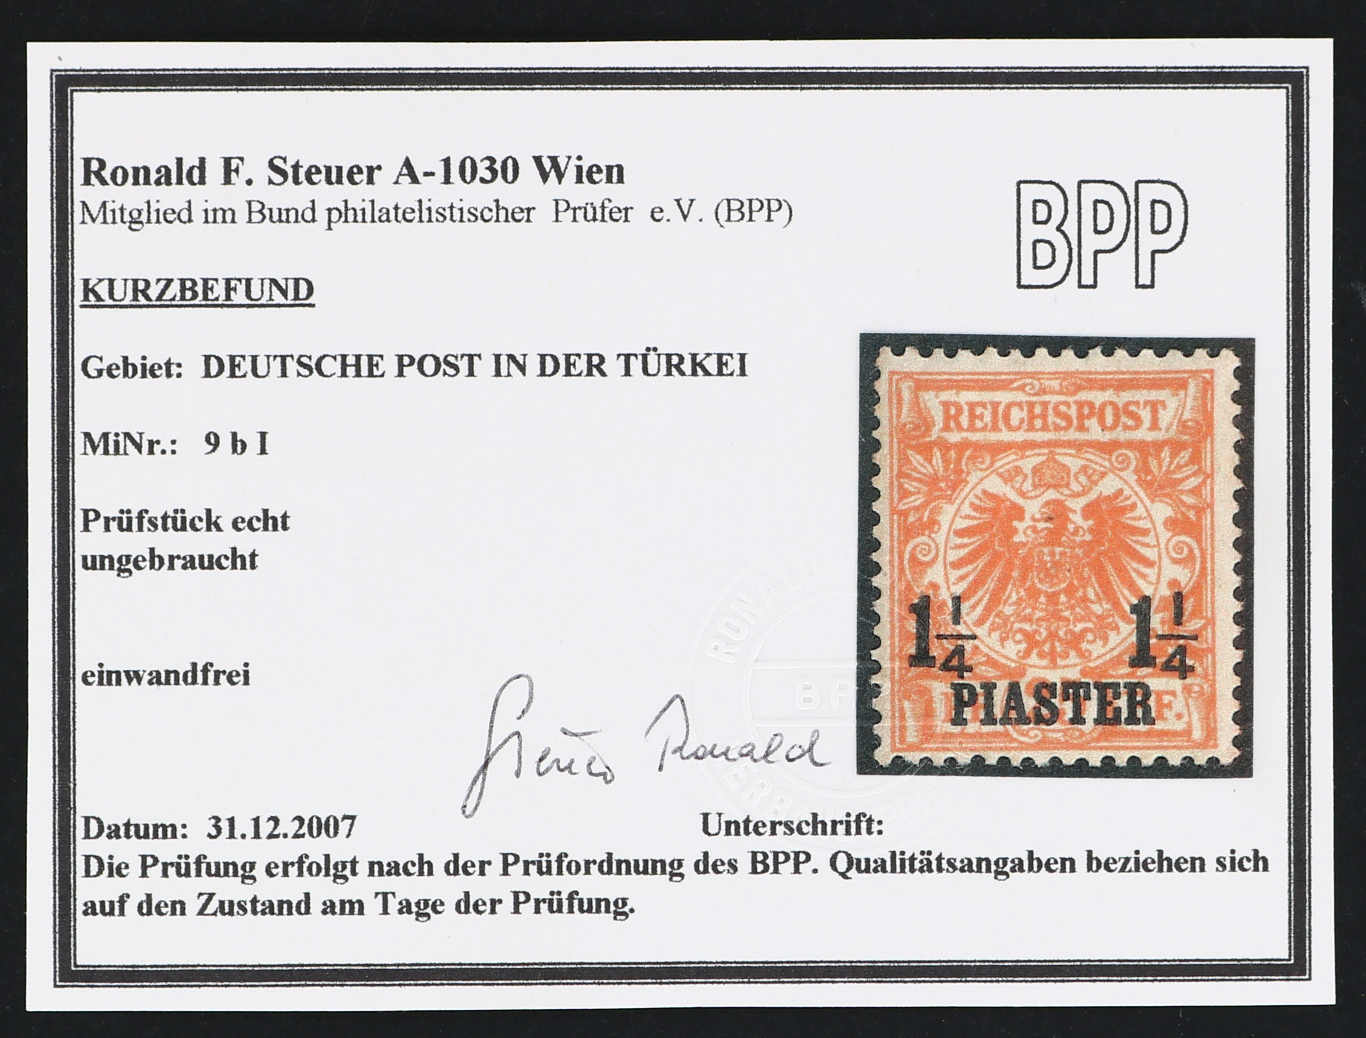 Ronald F. Steuer A-1030 Wien
Mitglied im Bund philatelistischer Prüfer e.V. (BPP)
BPP
KURZBEFUND
Gebiet: DEUTSCHE POST IN DER TÜRKEI
MiNr.: 9 b I
REICHSPOST
Prüfstück echt
ungebraucht
1 1/4 1 1/4
PIASTER
einwandfrei
Steuer Ronald
Datum: 31.12.2007 Unterschrift:
Die Prüfung erfolgt nach der Prüfordnung des BPP. Qualitätsangaben beziehen sich
auf den Zustand am Tage der Prüfung.